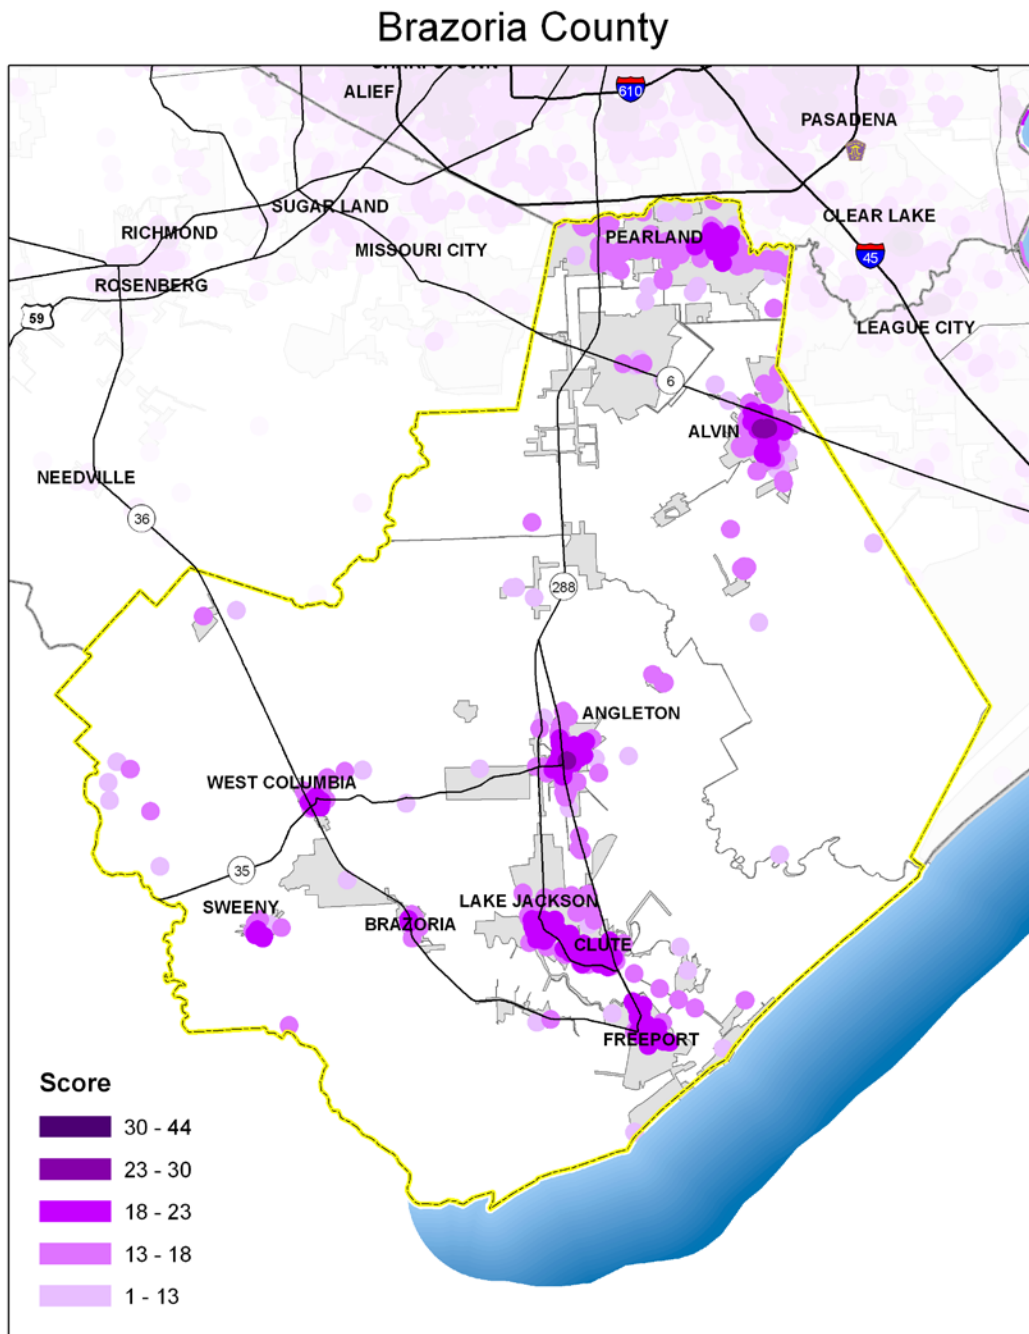 Brazoria County
ALIEF
610
PASADENA
SUGAR LAND
CLEAR LAKE
RICHMOND
MISSOURI CITY
PEARLAND
45
ROSENBERG
59
LEAGUE CITY
6
ALVIN
NEEDVILLE
36
288
ANGLETON
WEST COLUMBIA
35
SWEENY
LAKE JACKSON
BRAZORIA
CLUTE
FREEPORT
Score
30 - 44
23 - 30
18 - 23
13 - 18
1 - 13